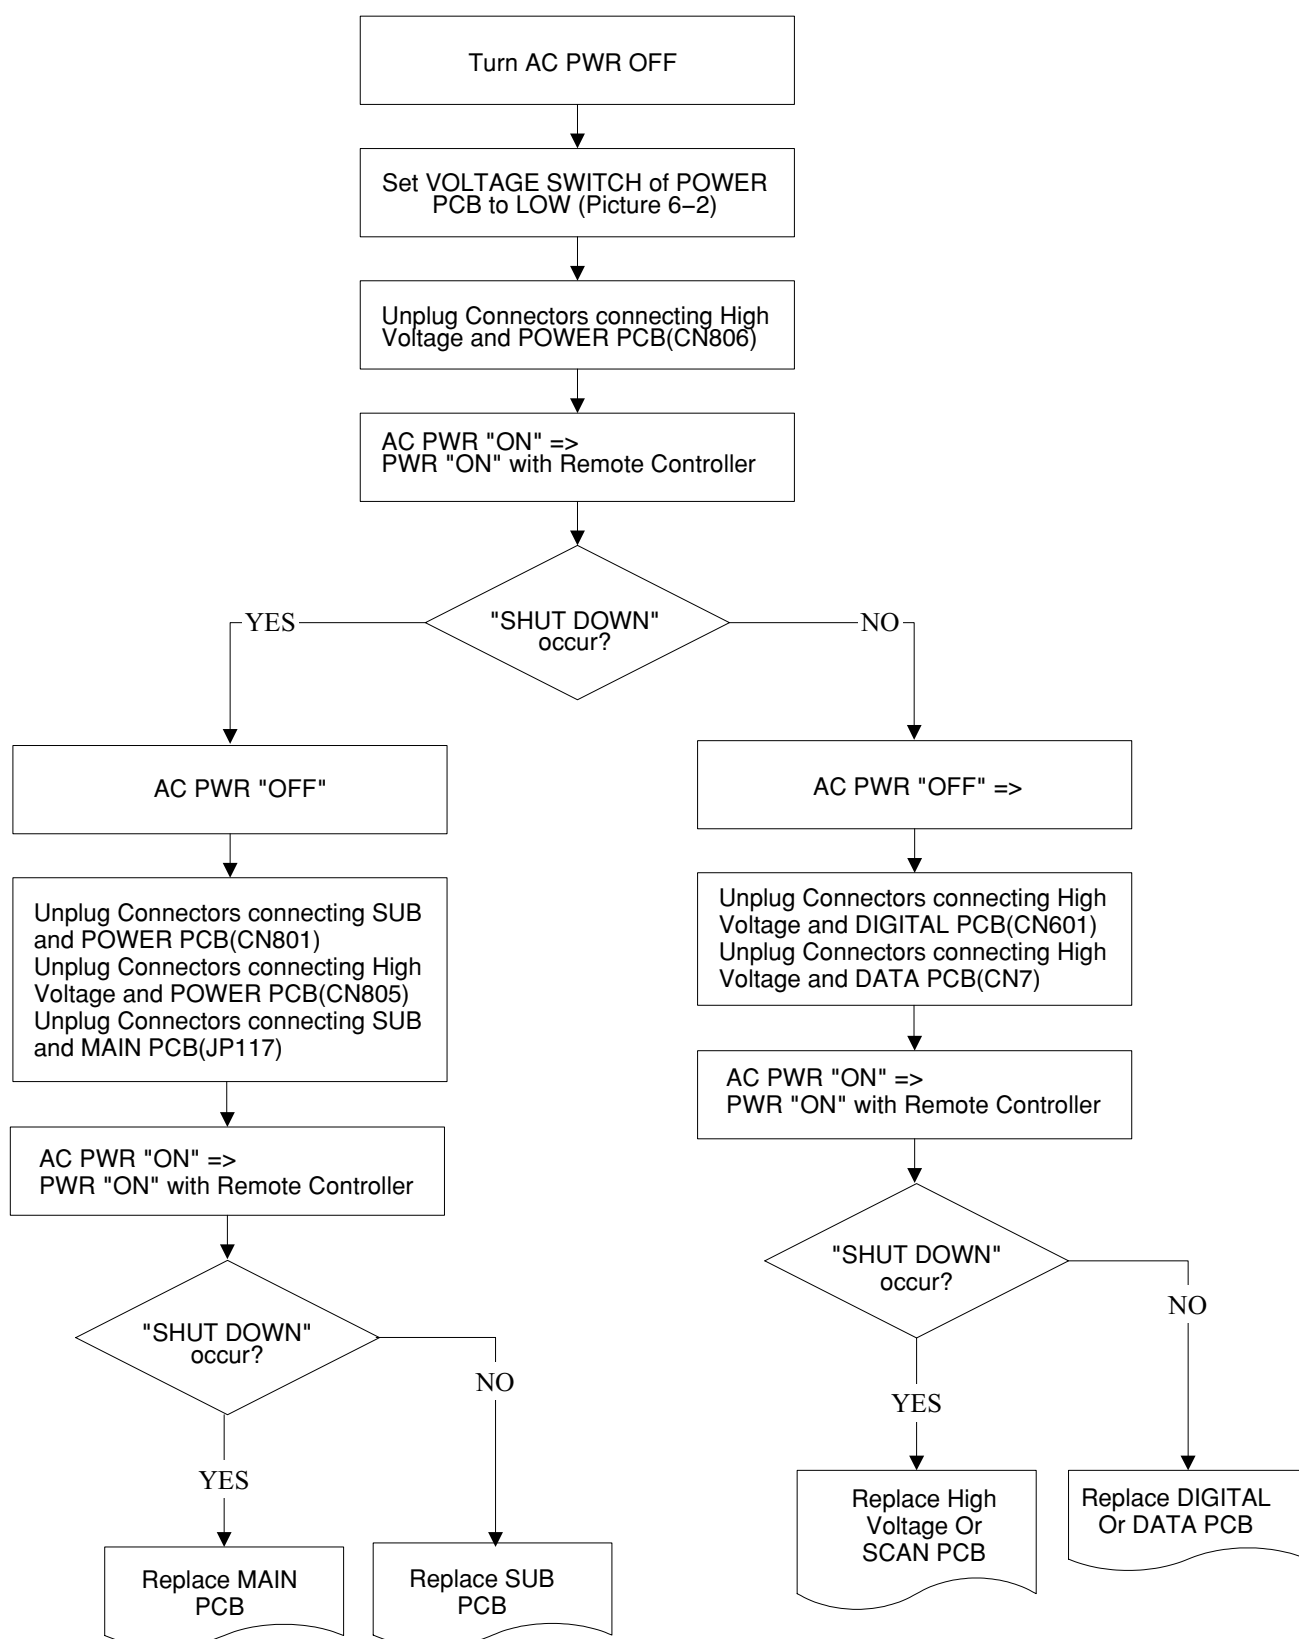 Turn AC PWR OFF
Set VOLTAGE SWITCH of POWER
PCB to LOW (Picture 6−2)
Unplug Connectors connecting High
Voltage and POWER PCB(CN806)
AC PWR "ON" =>
PWR "ON" with Remote Controller
"SHUT DOWN"
occur?
YES
NO
AC PWR "OFF"
Unplug Connectors connecting SUB
and POWER PCB(CN801)
Unplug Connectors connecting High
Voltage and POWER PCB(CN805)
Unplug Connectors connecting SUB
and MAIN PCB(JP117)
AC PWR "ON" =>
PWR "ON" with Remote Controller
"SHUT DOWN"
occur?
YES
NO
Replace MAIN
PCB
Replace SUB
PCB
AC PWR "OFF" =>
Unplug Connectors connecting High
Voltage and DIGITAL PCB(CN601)
Unplug Connectors connecting High
Voltage and DATA PCB(CN7)
AC PWR "ON" =>
PWR "ON" with Remote Controller
"SHUT DOWN"
occur?
YES
NO
Replace High
Voltage Or
SCAN PCB
Replace DIGITAL
Or DATA PCB